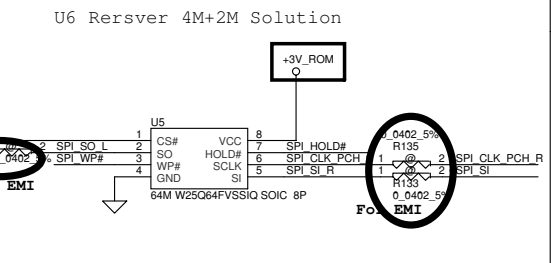 U6 Rersver 4M+2M Solution
+3V_ROM
U5
1 CS# VCC 8
2 SPI_SO_L 2 SO HOLD# 7 SPI_HOLD#
SPI_WP# 3 WP# SCLK 6 SPI_CLK_PCH 1 @ 2 SPI_CLK_PCH_R
4 GND SI 5 SPI_SI_R 1 @ 2 SPI_SI
64M W25Q64FVSSIQ SOIC 8P
0_0402_5%
R135
R133
0_0402_5%
EMI
For EMI